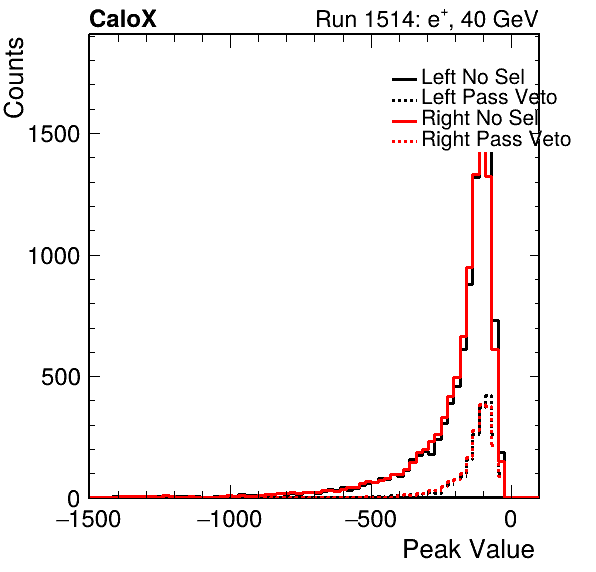 CaloX Run 1514: e⁺, 40 GeV
Counts
Left No Sel
Left Pass Veto
Right No Sel
Right Pass Veto
1500
1000
500
0
−1500 −1000 −500 0
Peak Value